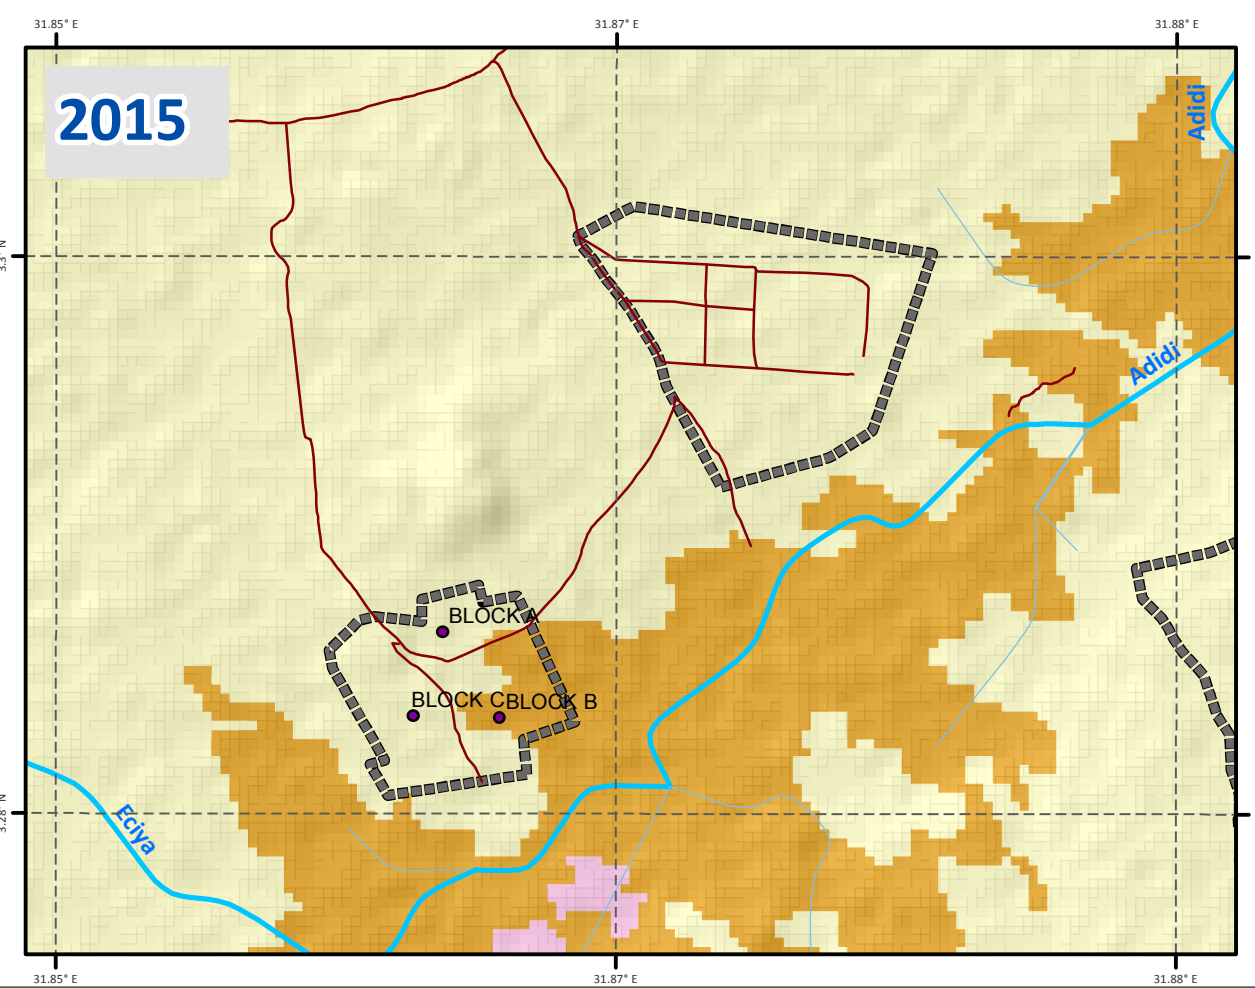 31.85° E
31.87° E
31.88° E
2015
Adidi
3.3° N
Adidi
BLOCK A
BLOCK C
BLOCK B
Eciya
3.28° N
31.85° E
31.87° E
31.88° E